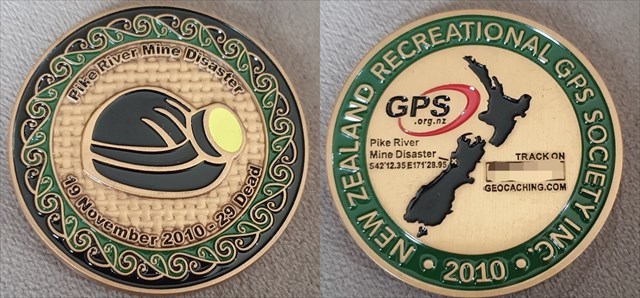 Pike River Mine Disaster
19 November 2010 - 29 Dead
NEW ZEALAND RECREATIONAL GPS SOCIETY INC.
GPS
.org.nz
Pike River
Mine Disaster
S42°12.35 E171°28.95
TRACK ON
GEOCACHING.COM
• 2010 •